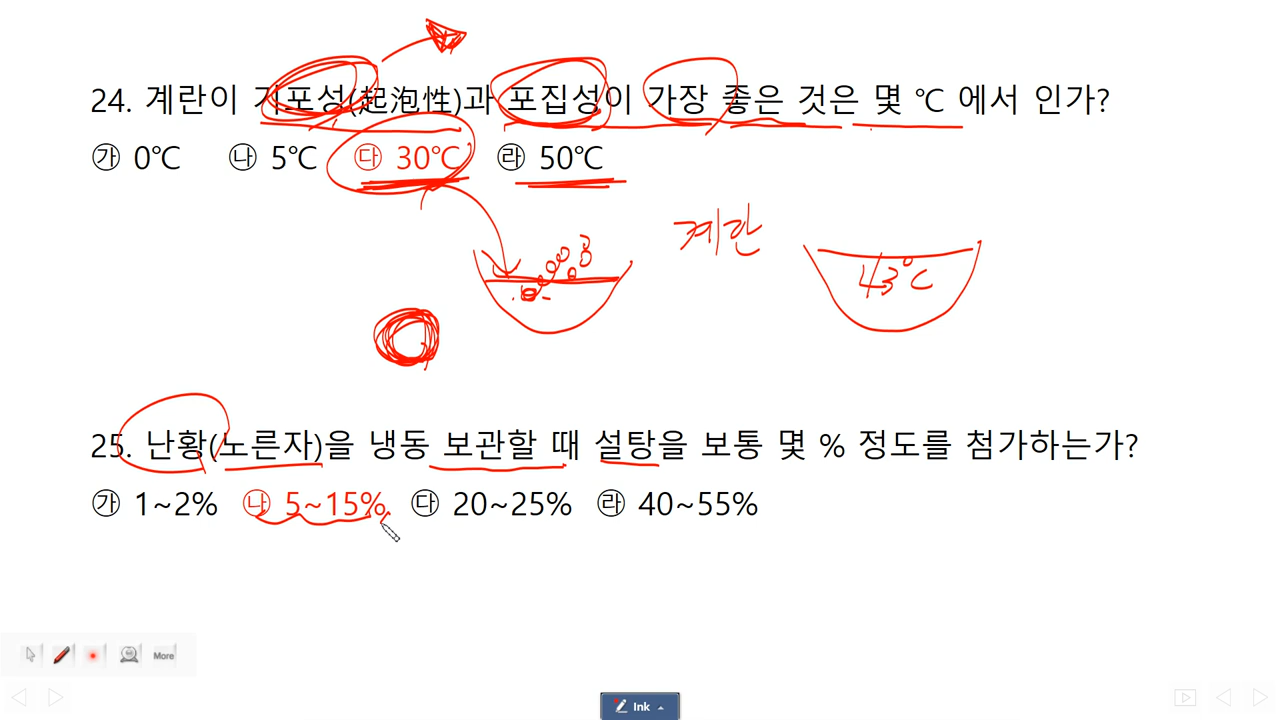 24. 계란이 기포성(起泡性)과 포집성이 가장 좋은 것은 몇 ℃ 에서 인가?
㉮ 0℃ ㉯ 5℃ ㉰ 30℃ ㉱ 50℃
계란
43℃
25. 난황(노른자)을 냉동 보관할 때 설탕을 보통 몇 % 정도를 첨가하는가?
㉮ 1~2% ㉯ 5~15% ㉰ 20~25% ㉱ 40~55%
More
Ink